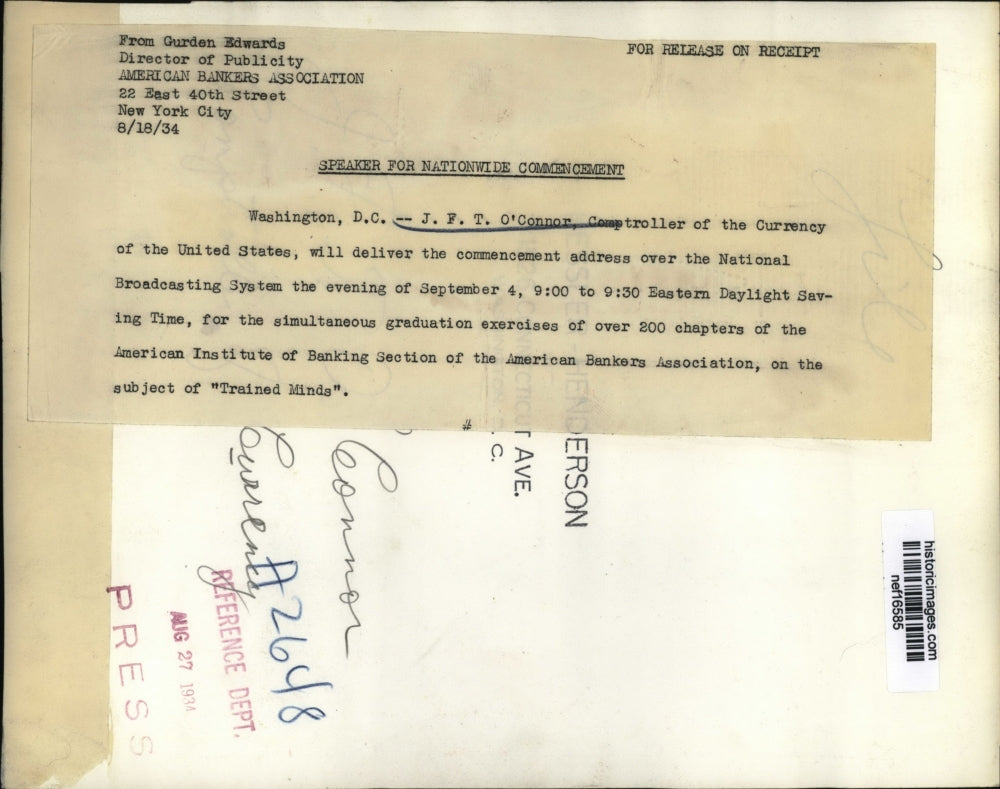 From Gurden Edwards
Director of Publicity
AMERICAN BANKERS ASSOCIATION
22 East 40th Street
New York City
8/18/34
FOR RELEASE ON RECEIPT
SPEAKER FOR NATIONWIDE COMMENCEMENT
Washington, D.C. -- J. F. T. O'Connor, Comptroller of the Currency
of the United States, will deliver the commencement address over the National
Broadcasting System the evening of September 4, 9:00 to 9:30 Eastern Daylight Sav-
ing Time, for the simultaneous graduation exercises of over 200 chapters of the
American Institute of Banking Section of the American Bankers Association, on the
subject of "Trained Minds".
#
HENDERSON
CONNECTICUT AVE.
C.
Connor
Currency
A2648
REFERENCE DEPT.
AUG 27 1934
PRESS
historicimages.com
nef16585